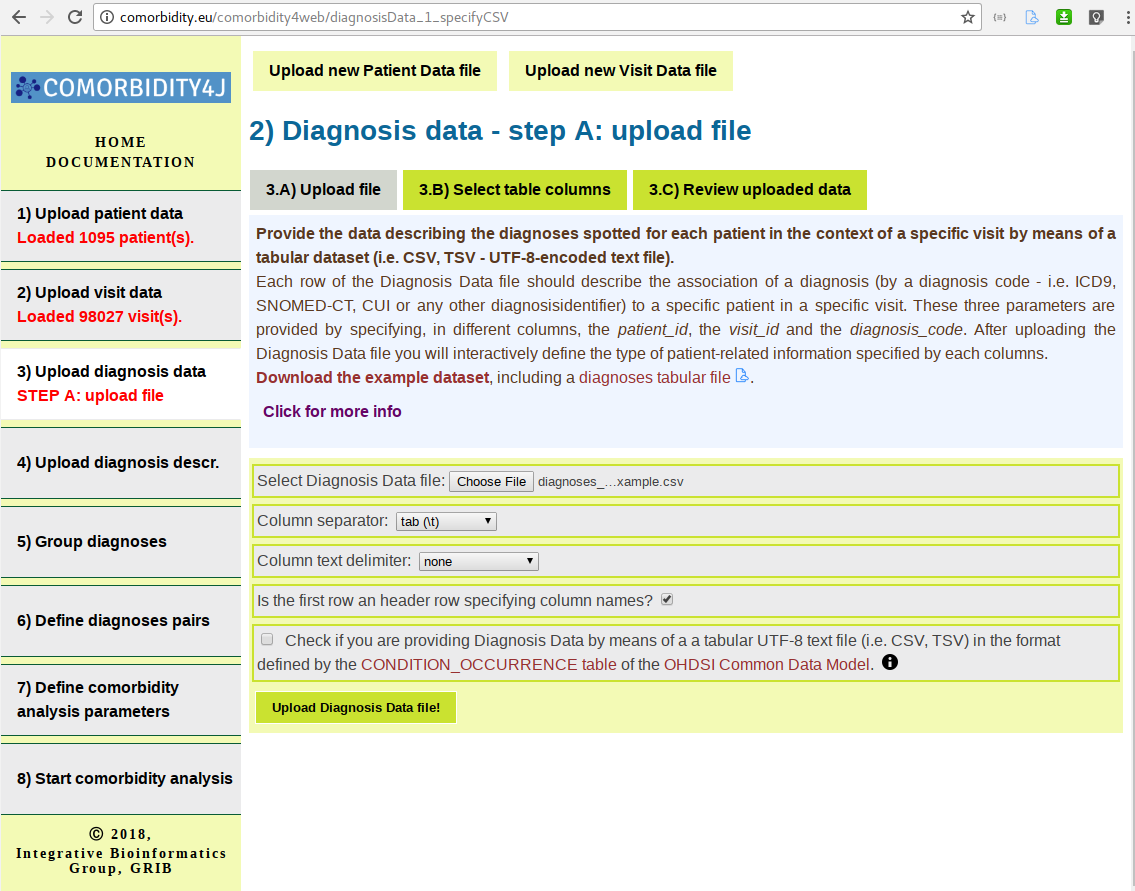 comorbidity.eu/comorbidity4web/diagnosisData_1_specifyCSV
COMORBIDITY4J
HOME
DOCUMENTATION
1) Upload patient data
Loaded 1095 patient(s).
2) Upload visit data
Loaded 98027 visit(s).
3) Upload diagnosis data
STEP A: upload file
4) Upload diagnosis descr.
5) Group diagnoses
6) Define diagnoses pairs
7) Define comorbidity
analysis parameters
8) Start comorbidity analysis
© 2018,
Integrative Bioinformatics
Group, GRIB
Upload new Patient Data file
Upload new Visit Data file
2) Diagnosis data - step A: upload file
3.A) Upload file
3.B) Select table columns
3.C) Review uploaded data
Provide the data describing the diagnoses spotted for each patient in the context of a specific visit by means of a
tabular dataset (i.e. CSV, TSV - UTF-8-encoded text file).
Each row of the Diagnosis Data file should describe the association of a diagnosis (by a diagnosis code - i.e. ICD9,
SNOMED-CT, CUI or any other diagnosisidentifier) to a specific patient in a specific visit. These three parameters are
provided by specifying, in different columns, the patient_id, the visit_id and the diagnosis_code. After uploading the
Diagnosis Data file you will interactively define the type of patient-related information specified by each columns.
Download the example dataset, including a diagnoses tabular file .
Click for more info
Select Diagnosis Data file: Choose File diagnoses_...xample.csv
Column separator: tab (\t)
Column text delimiter: none
Is the first row an header row specifying column names?
Check if you are providing Diagnosis Data by means of a a tabular UTF-8 text file (i.e. CSV, TSV) in the format
defined by the CONDITION_OCCURRENCE table of the OHDSI Common Data Model.
Upload Diagnosis Data file!